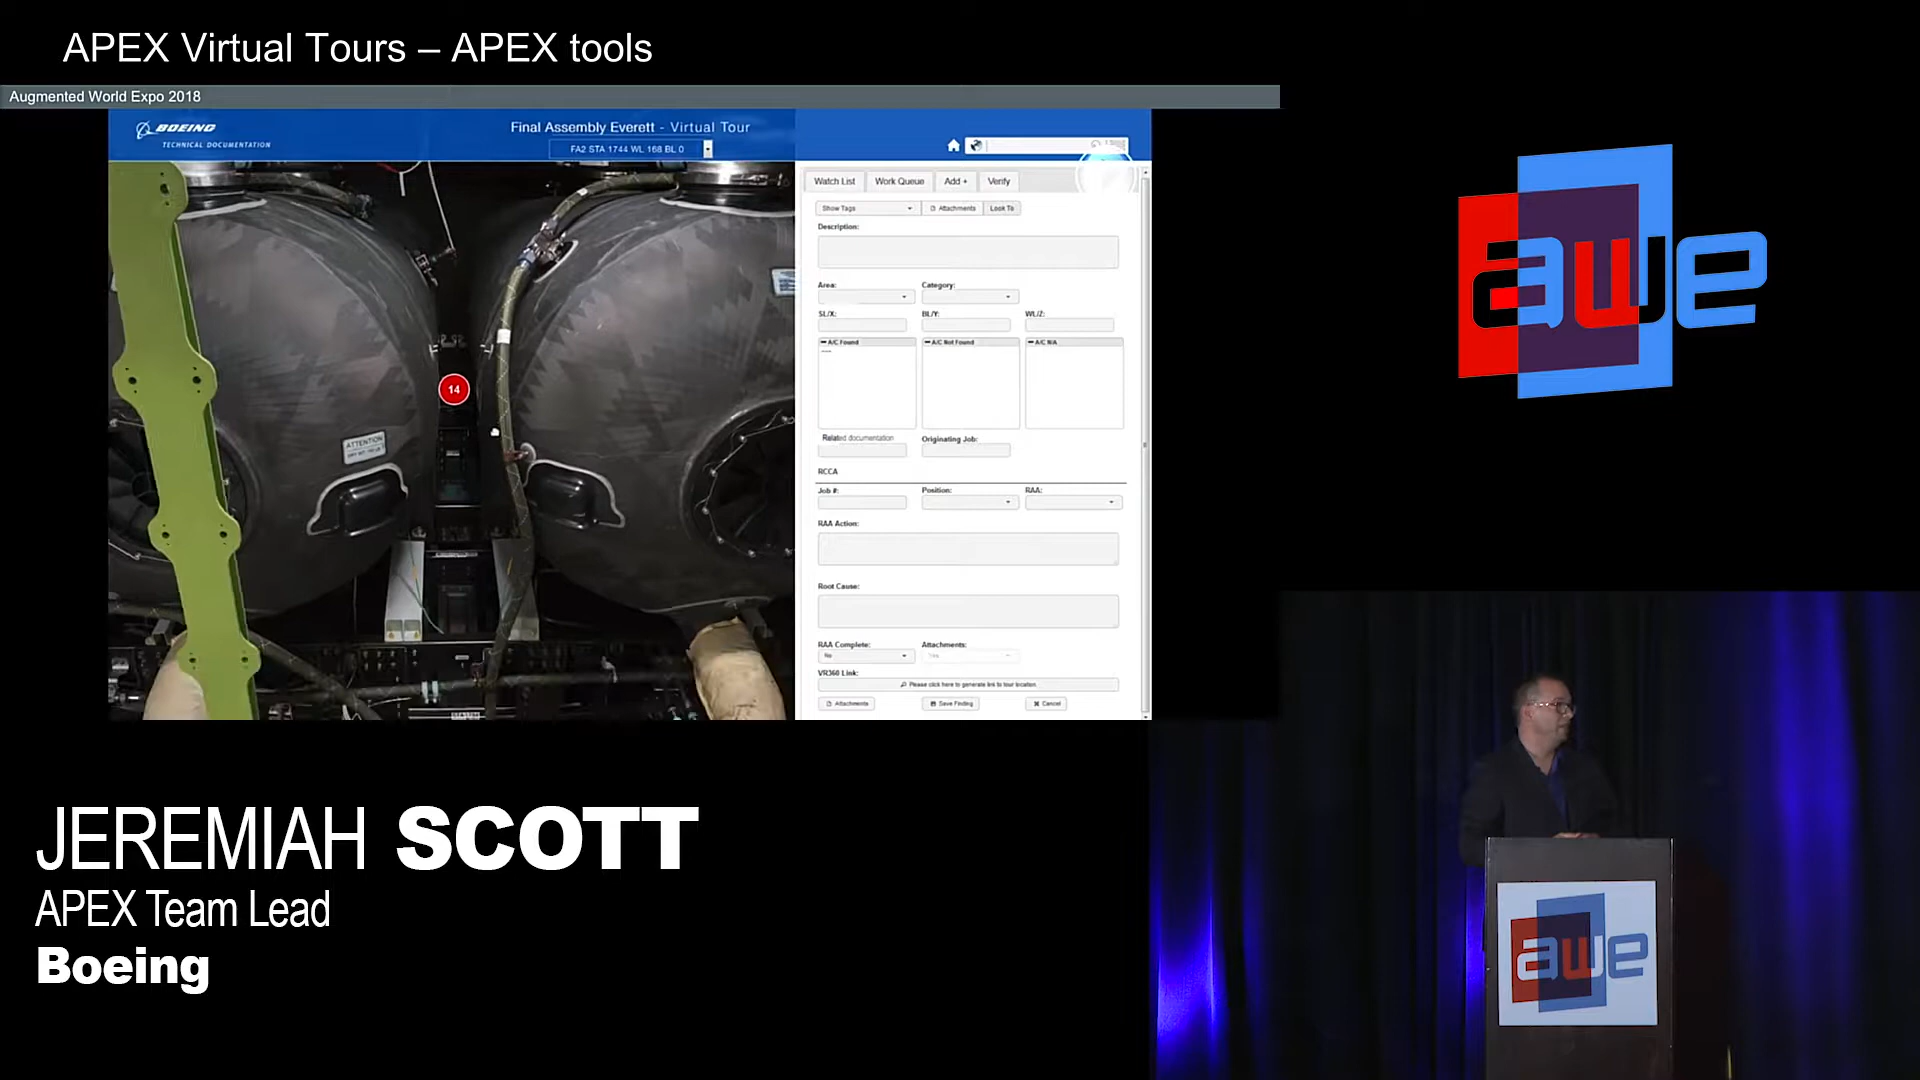 APEX Virtual Tours – APEX tools
Augmented World Expo 2018
BOEING
TECHNICAL DOCUMENTATION
Final Assembly Everett - Virtual Tour
FA2 STA 1744 WL 168 BL 0
Watch List
Work Queue
Add +
Verify
Show Tags
Attachments
Look To
Description:
Area:
Category:
SL/X:
BL/Y:
WL/Z:
A/C Found
A/C Not Found
A/C N/A
----
Related documentation
Originating Job:
RCCA
Job #:
Position:
RAA:
RAA Action:
Root Cause:
RAA Complete:
Attachments:
No
Yes
VR360 Link:
Please click here to generate link to tour location.
Attachments
Save Finding
Cancel
14
ATTENTION
awe
JEREMIAH SCOTT
APEX Team Lead
Boeing
awe